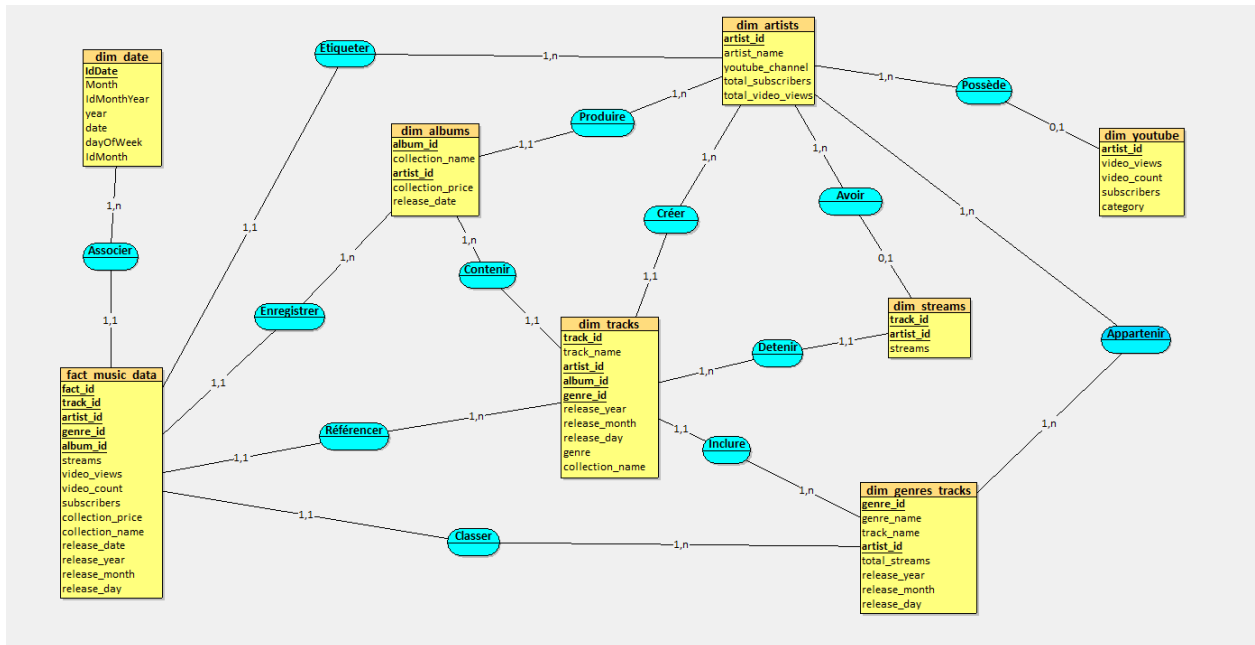 dim_artists
artist_id
artist_name
youtube_channel
total_subscribers
total_video_views
Etiqueter
1,n
1,1
dim_date
IdDate
Month
IdMonthYear
year
date
dayOfWeek
IdMonth
1,n
Associer
1,1
Produire
1,n
1,1
dim_albums
album_id
collection_name
artist_id
collection_price
release_date
Possède
1,n
0,1
dim_youtube
artist_id
video_views
video_count
subscribers
category
Créer
1,n
1,1
Avoir
1,n
0,1
Contenir
1,n
1,1
Enregistrer
1,n
1,1
dim_streams
track_id
artist_id
streams
Appartenir
1,n
1,n
dim_tracks
track_id
track_name
artist_id
album_id
genre_id
release_year
release_month
release_day
genre
collection_name
Détenir
1,1
1,n
fact_music_data
fact_id
track_id
artist_id
genre_id
album_id
streams
video_views
video_count
subscribers
collection_price
collection_name
release_date
release_year
release_month
release_day
Référencer
1,n
1,1
Inclure
1,1
1,n
Classer
1,1
1,n
dim_genres_tracks
genre_id
genre_name
track_name
artist_id
total_streams
release_year
release_month
release_day